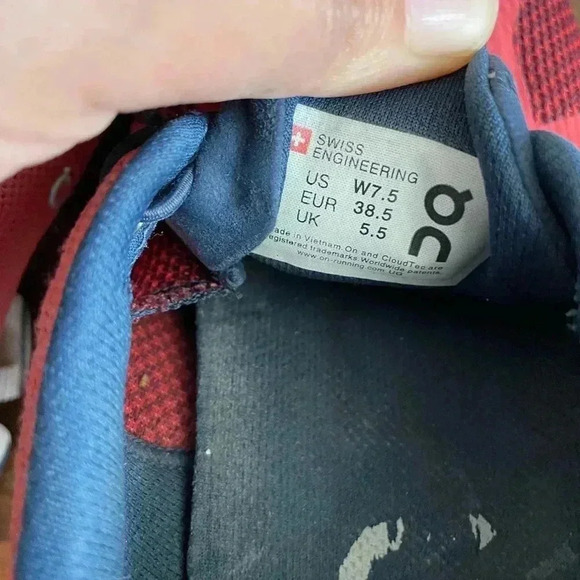 SWISS
ENGINEERING
US W7.5
EUR 38.5
UK 5.5
made in Vietnam.On and CloudTec.are
registered trademarks.Worldwide patents.
www.on-running.com
On